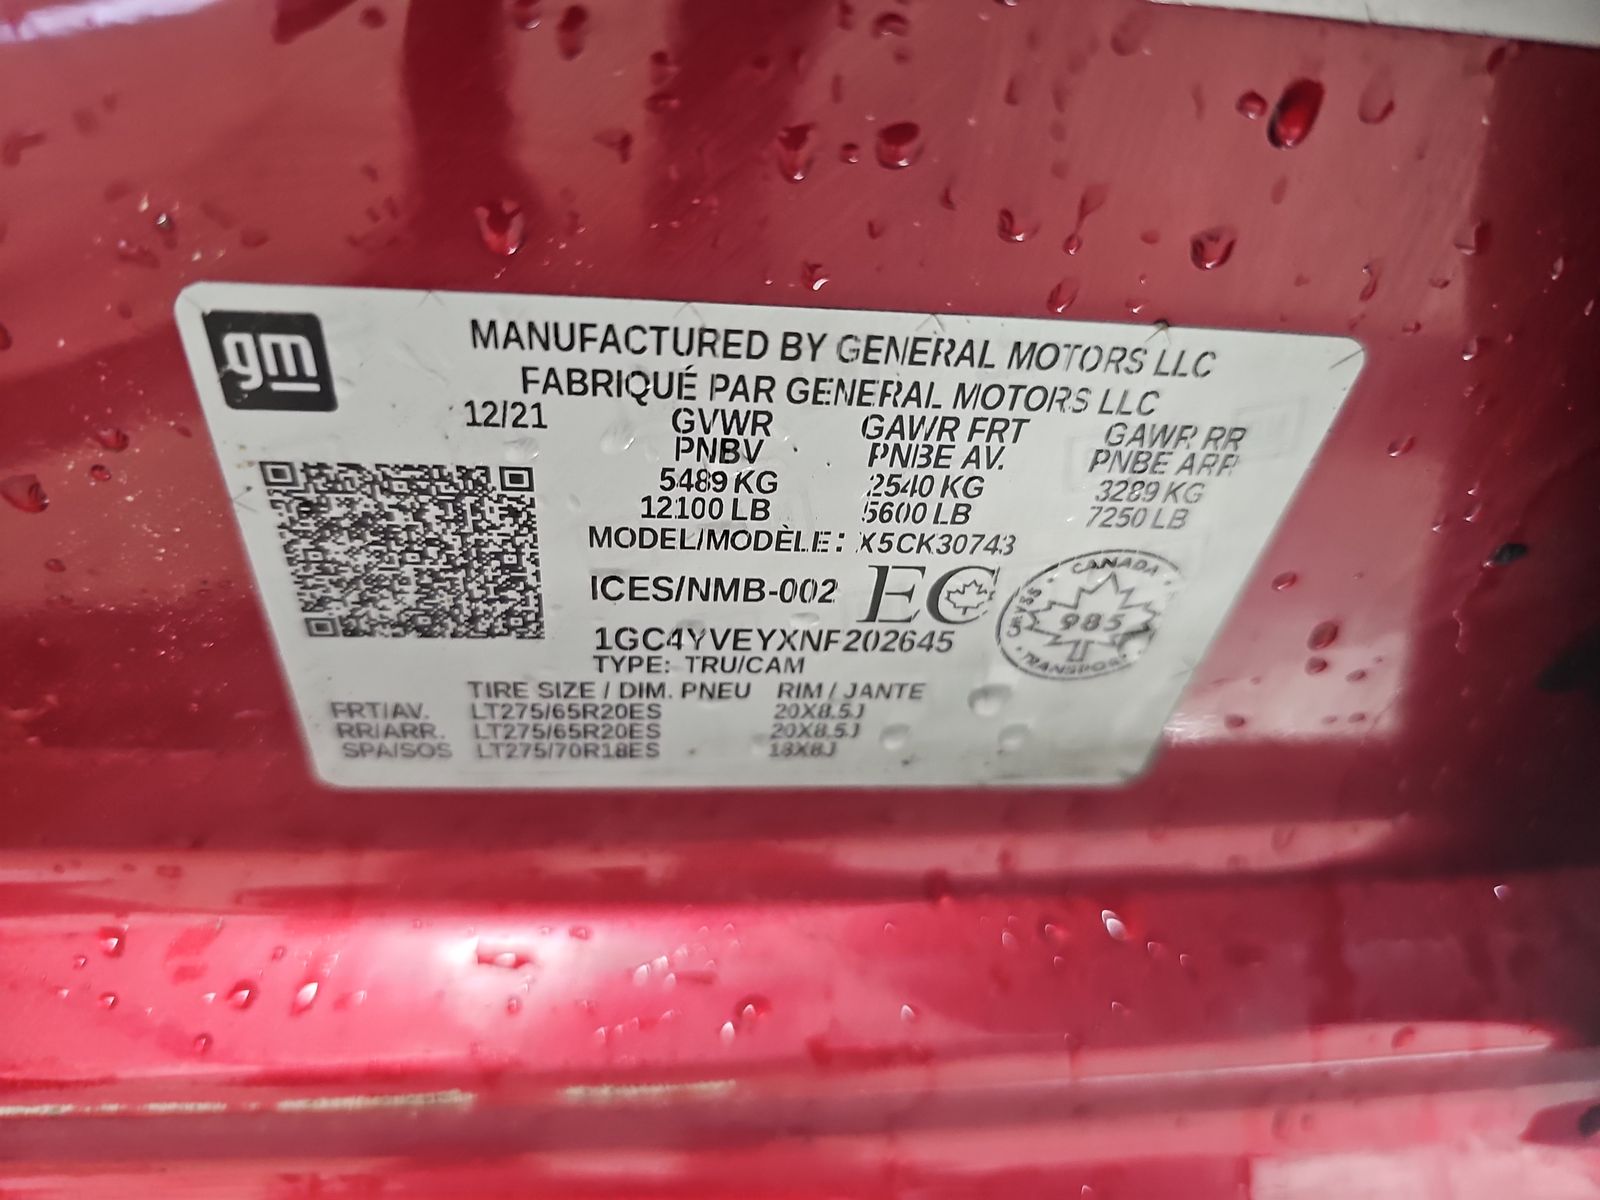 gm
MANUFACTURED BY GENERAL MOTORS LLC
FABRIQUÉ PAR GENERAL MOTORS LLC
12/21 GVWR GAWR FRT GAWR RR
PNBV PNBE AV. PNBE ARR
5489 KG 2540 KG 3289 KG
12100 LB 5600 LB 7250 LB
MODEL/MODÈLE: X5CK30743
ICES/NMB-002 EC
CANADA
985
TRANSPORT
1GC4YVEYXNF202645
TYPE: TRU/CAM
TIRE SIZE / DIM. PNEU RIM / JANTE
FRT/AV. LT275/65R20ES 20X8.5J
RR/ARR. LT275/65R20ES 20X8.5J
SPA/SOS LT275/70R18ES 18X8J